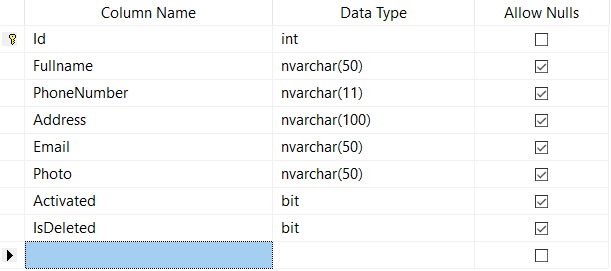 Column Name Data Type Allow Nulls
Id int
Fullname nvarchar(50)
PhoneNumber nvarchar(11)
Address nvarchar(100)
Email nvarchar(50)
Photo nvarchar(50)
Activated bit
IsDeleted bit